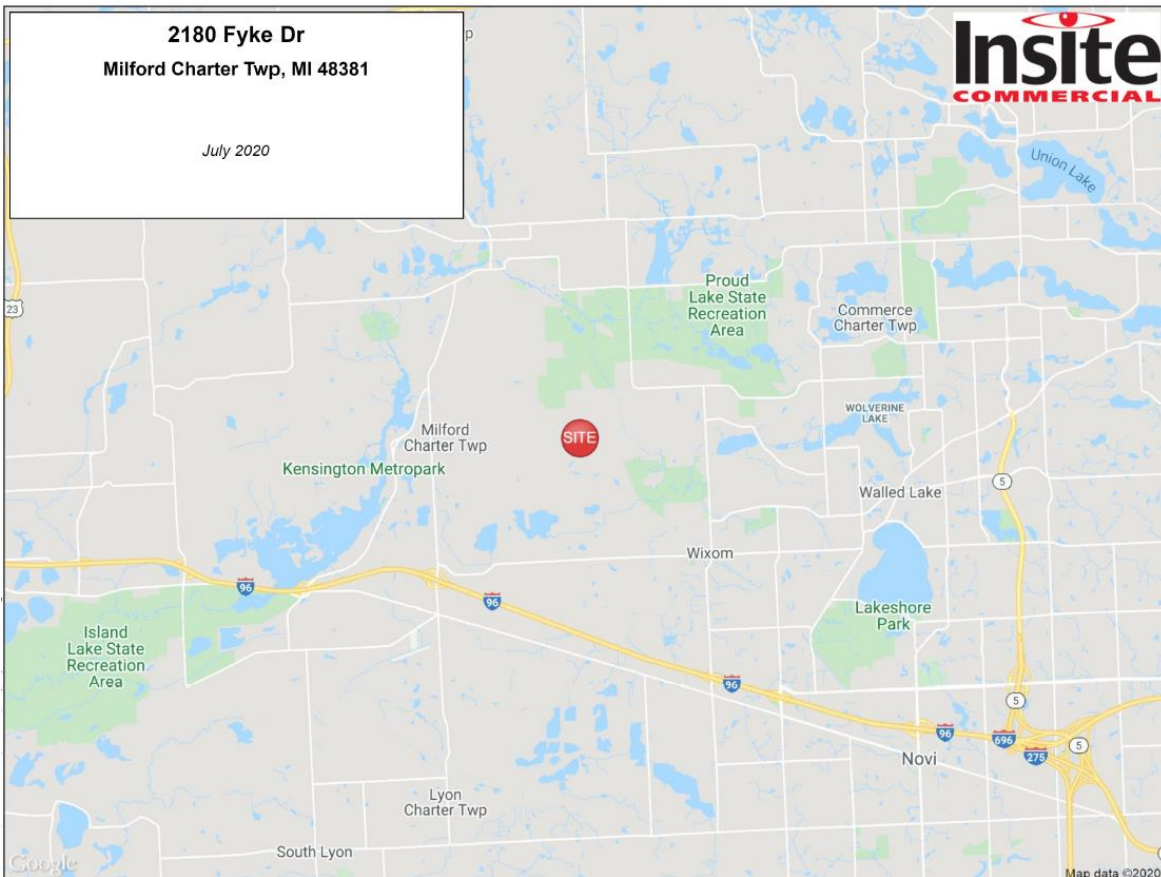 2180 Fyke Dr
Milford Charter Twp, MI 48381
July 2020
Insite
COMMERCIAL
Union Lake
23
Proud
Lake State
Recreation
Area
Commerce
Charter Twp
WOLVERINE
LAKE
Milford
Charter Twp
SITE
Kensington Metropark
5
Walled Lake
Wixom
96
96
Lakeshore
Park
Island
Lake State
Recreation
Area
96
5
96
696
5
275
Novi
Lyon
Charter Twp
South Lyon
Google
Map data ©2020